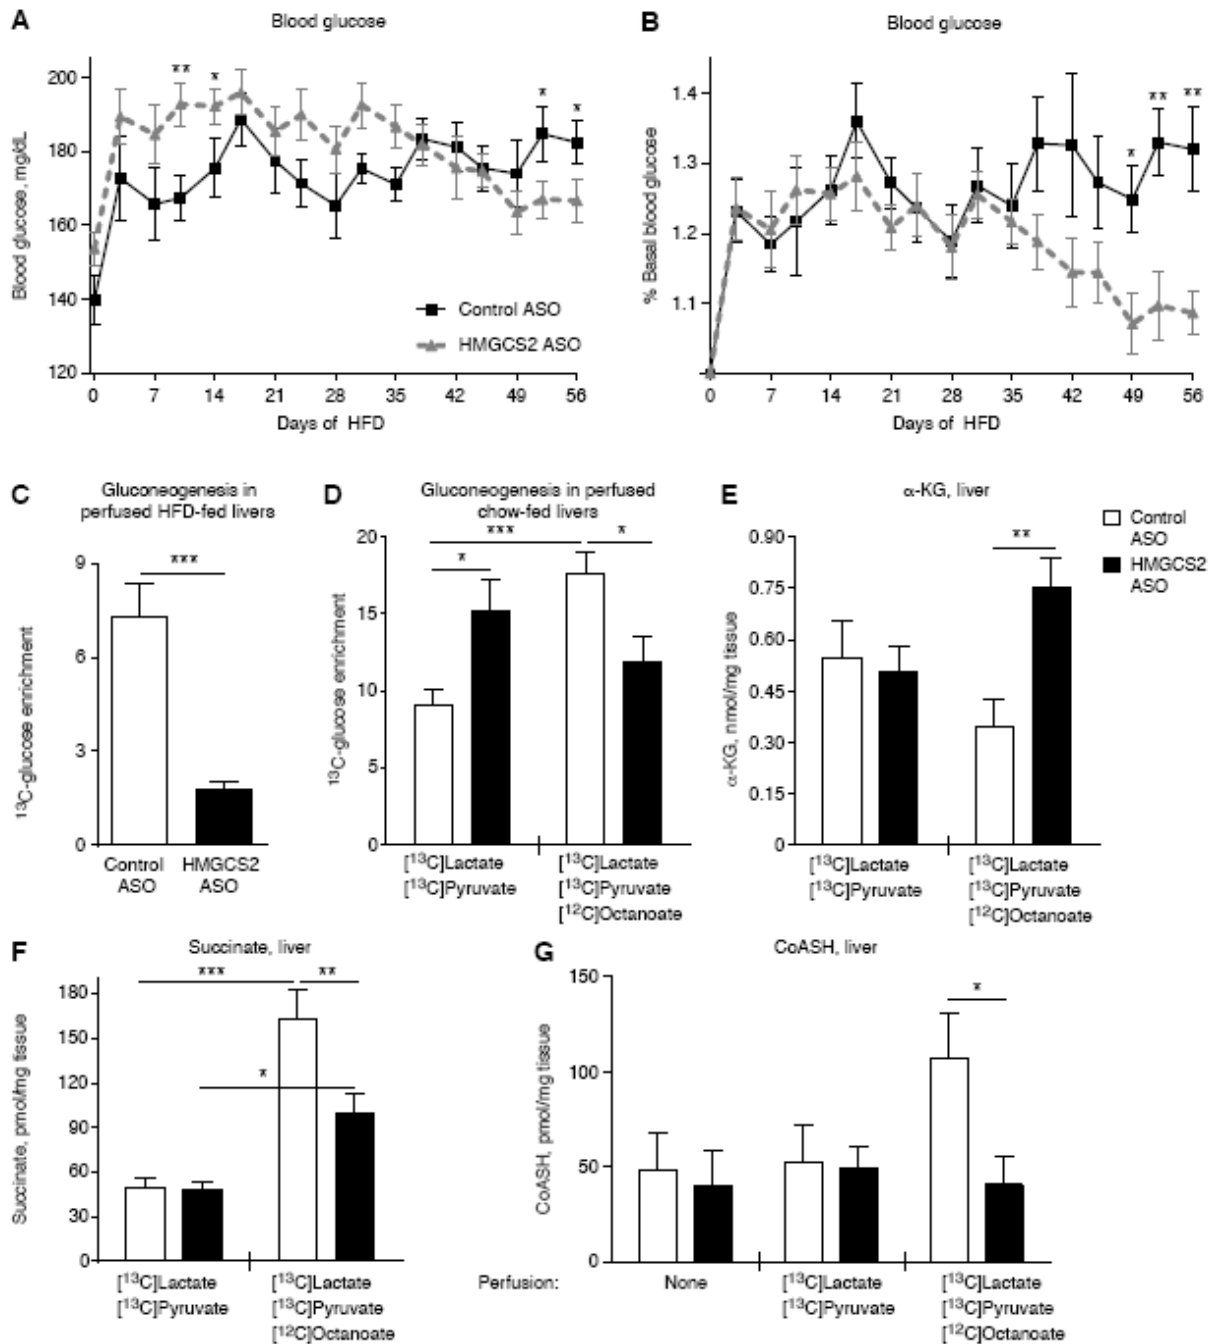 A
Blood glucose
Blood glucose, mg/dL
200
180
160
140
120
** * * *
Control ASO
HMGCS2 ASO
0 7 14 21 28 35 42 49 56
Days of HFD
B
Blood glucose
% Basal blood glucose
1.4
1.3
1.2
1.1
* ** **
0 7 14 21 28 35 42 49 56
Days of HFD
C
Gluconeogenesis in
perfused HFD-fed livers
¹³C-glucose enrichment
9
6
3
0
***
Control HMGCS2
ASO ASO
D
Gluconeogenesis in perfused
chow-fed livers
¹³C-glucose enrichment
20
15
10
5
0
*** *
*
[¹³C]Lactate [¹³C]Lactate
[¹³C]Pyruvate [¹³C]Pyruvate
[¹²C]Octanoate
E
α-KG, liver
α-KG, nmol/mg tissue
0.90
0.75
0.60
0.45
0.30
0.15
0
**
Control
ASO
HMGCS2
ASO
[¹³C]Lactate [¹³C]Lactate
[¹³C]Pyruvate [¹³C]Pyruvate
[¹²C]Octanoate
F
Succinate, liver
Succinate, pmol/mg tissue
180
150
120
90
60
30
0
*** **
*
[¹³C]Lactate [¹³C]Lactate
[¹³C]Pyruvate [¹³C]Pyruvate
[¹²C]Octanoate
G
CoASH, liver
CoASH, pmol/mg tissue
150
100
50
0
*
Perfusion: None [¹³C]Lactate [¹³C]Lactate
[¹³C]Pyruvate [¹³C]Pyruvate
[¹²C]Octanoate